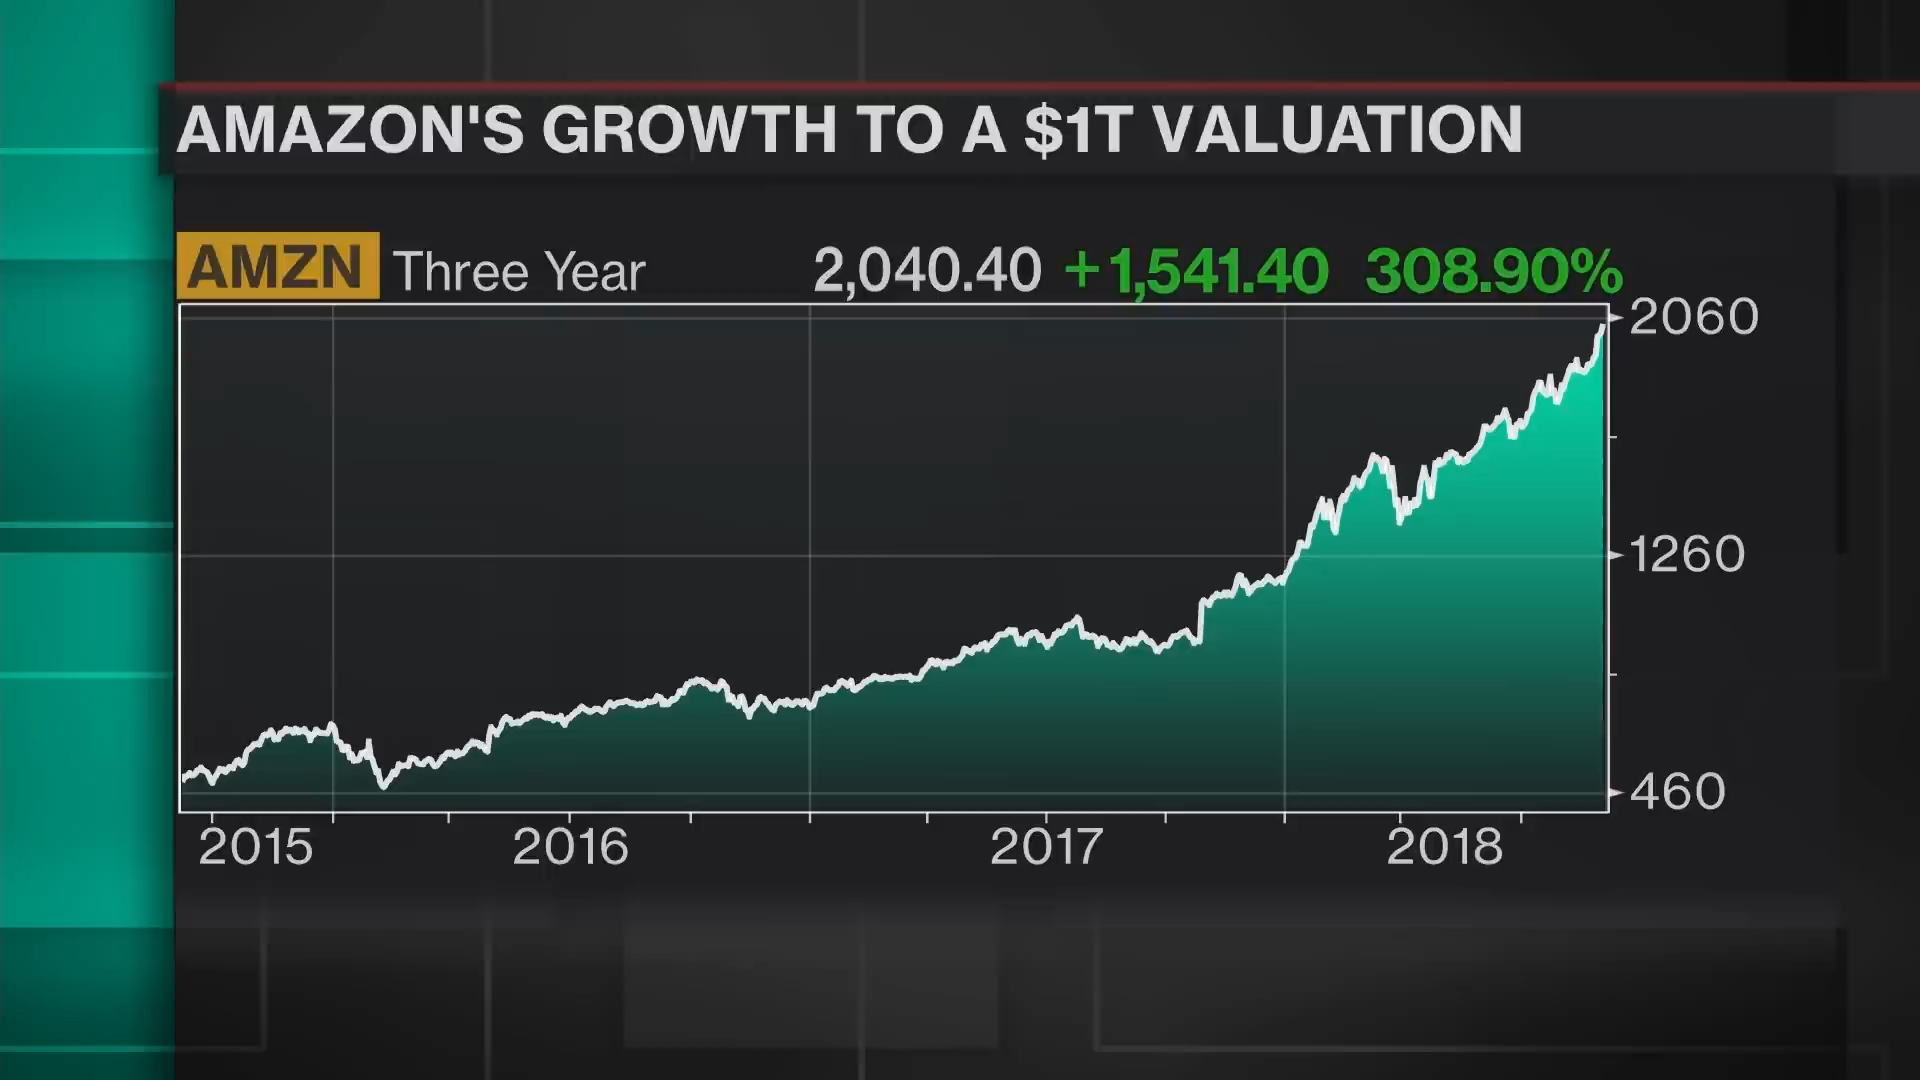 AMAZON'S GROWTH TO A $1T VALUATION
AMZN Three Year 2,040.40 +1,541.40 308.90%
2060
1260
460
2015 2016 2017 2018